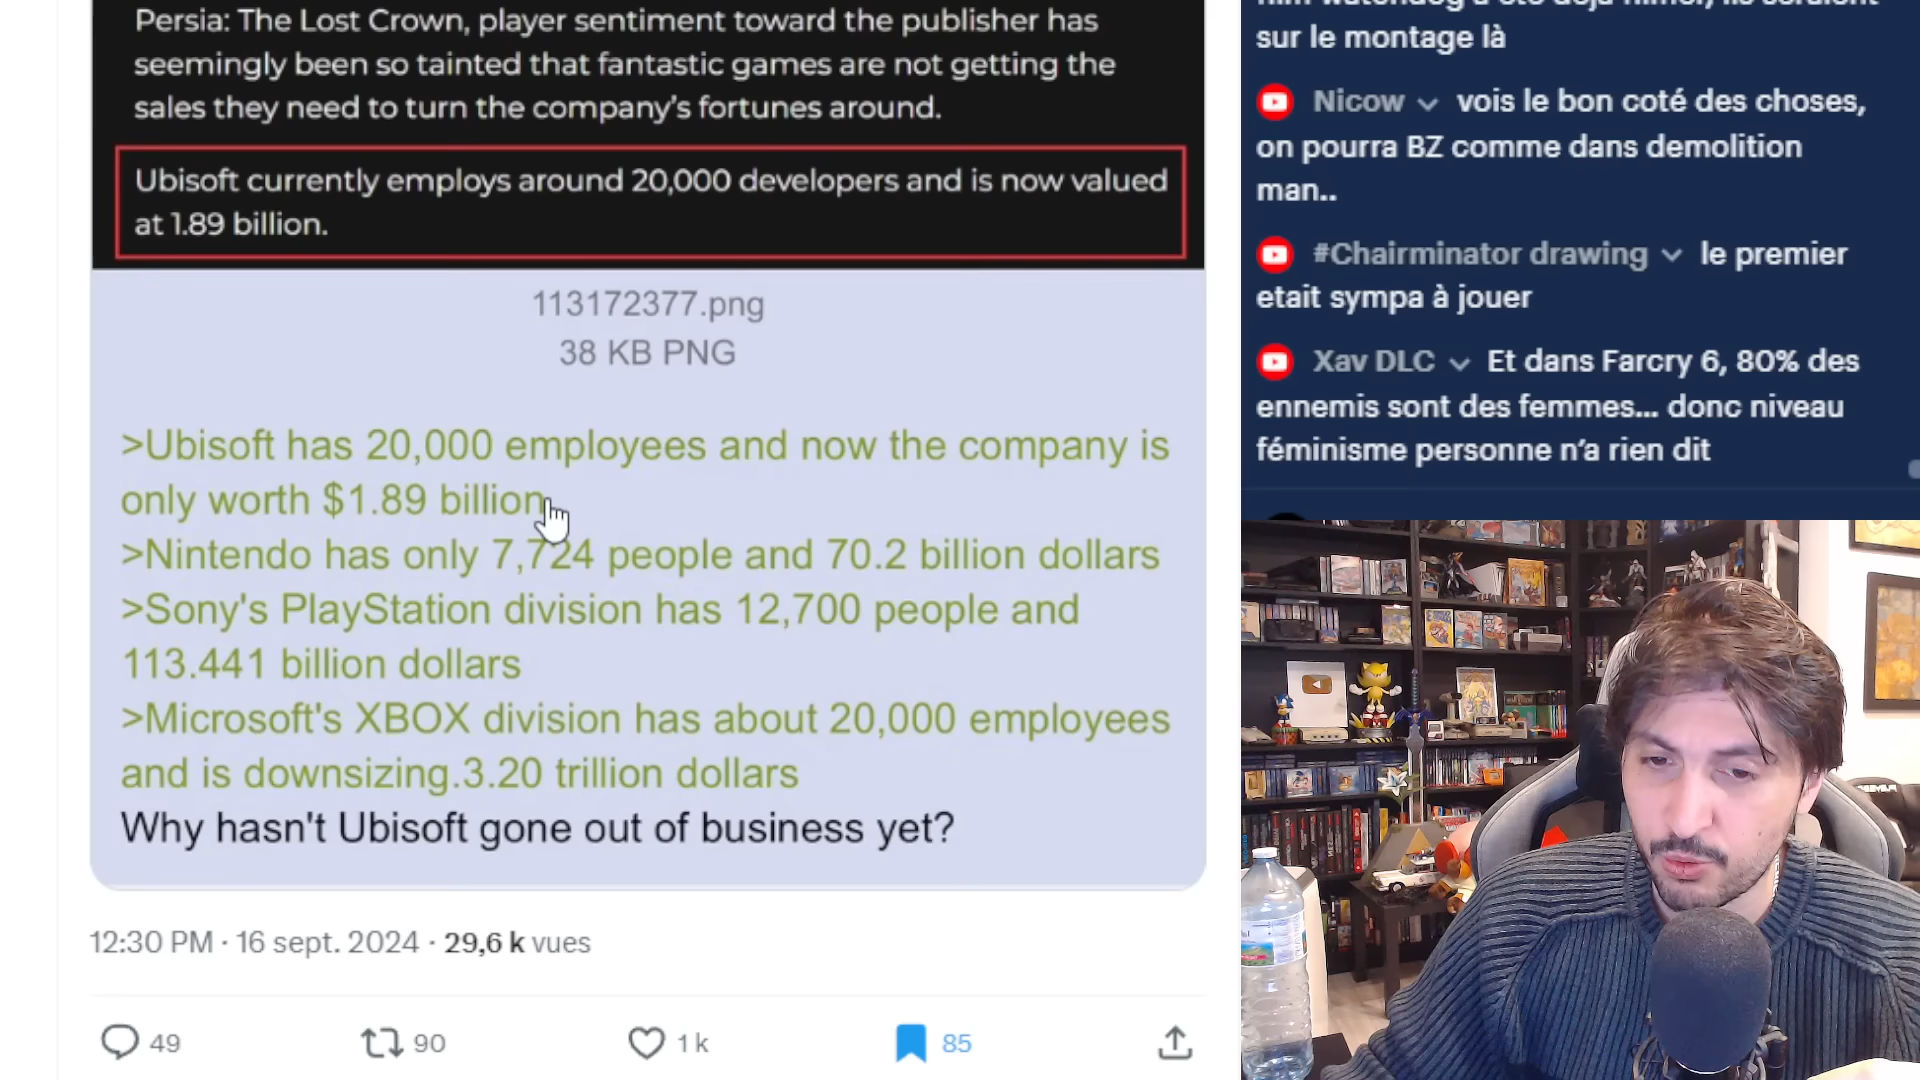 Persia: The Lost Crown, player sentiment toward the publisher has
seemingly been so tainted that fantastic games are not getting the
sales they need to turn the company's fortunes around.
Ubisoft currently employs around 20,000 developers and is now valued
at 1.89 billion.
113172377.png
38 KB PNG
>Ubisoft has 20,000 employees and now the company is
only worth $1.89 billion
>Nintendo has only 7,724 people and 70.2 billion dollars
>Sony's PlayStation division has 12,700 people and
113.441 billion dollars
>Microsoft's XBOX division has about 20,000 employees
and is downsizing.3.20 trillion dollars
Why hasn't Ubisoft gone out of business yet?
12:30 PM · 16 sept. 2024 · 29,6 k vues
49
90
1 k
85
sur le montage là
Nicow vois le bon coté des choses,
on pourra BZ comme dans demolition
man..
#Chairminator drawing le premier
etait sympa à jouer
Xav DLC Et dans Farcry 6, 80% des
ennemis sont des femmes... donc niveau
féminisme personne n'a rien dit